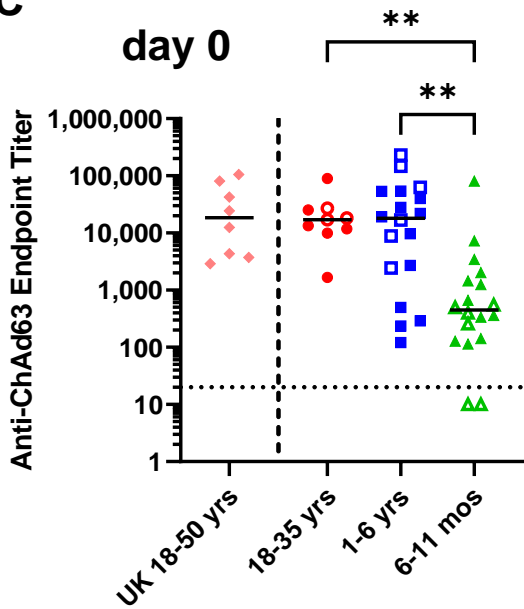 C
day 0
**
**
Anti-ChAd63 Endpoint Titer
1,000,000
100,000
10,000
1,000
100
10
1
UK 18-50 yrs
18-35 yrs
1-6 yrs
6-11 mos